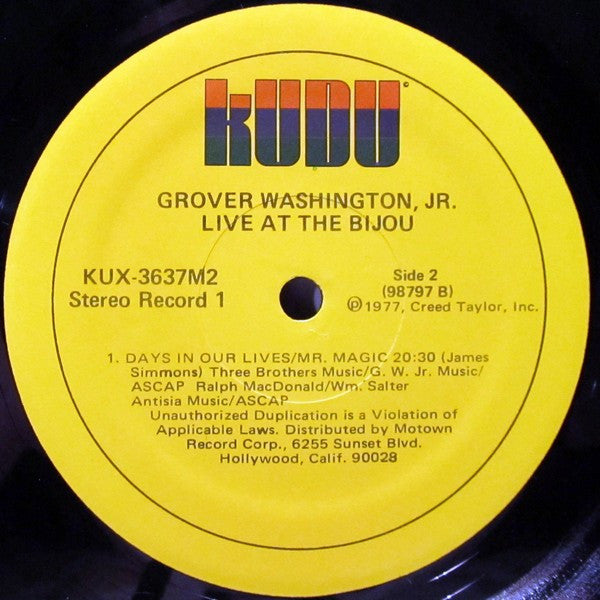 kUDU©
GROVER WASHINGTON, JR.
LIVE AT THE BIJOU
KUX-3637M2
Stereo Record 1
Side 2
(98797 B)
℗1977, Creed Taylor, Inc.
1. DAYS IN OUR LIVES/MR. MAGIC 20:30 (James
Simmons) Three Brothers Music/G. W. Jr. Music/
ASCAP Ralph MacDonald/Wm. Salter
Antisia Music/ASCAP
Unauthorized Duplication is a Violation of
Applicable Laws. Distributed by Motown
Record Corp., 6255 Sunset Blvd.
Hollywood, Calif. 90028